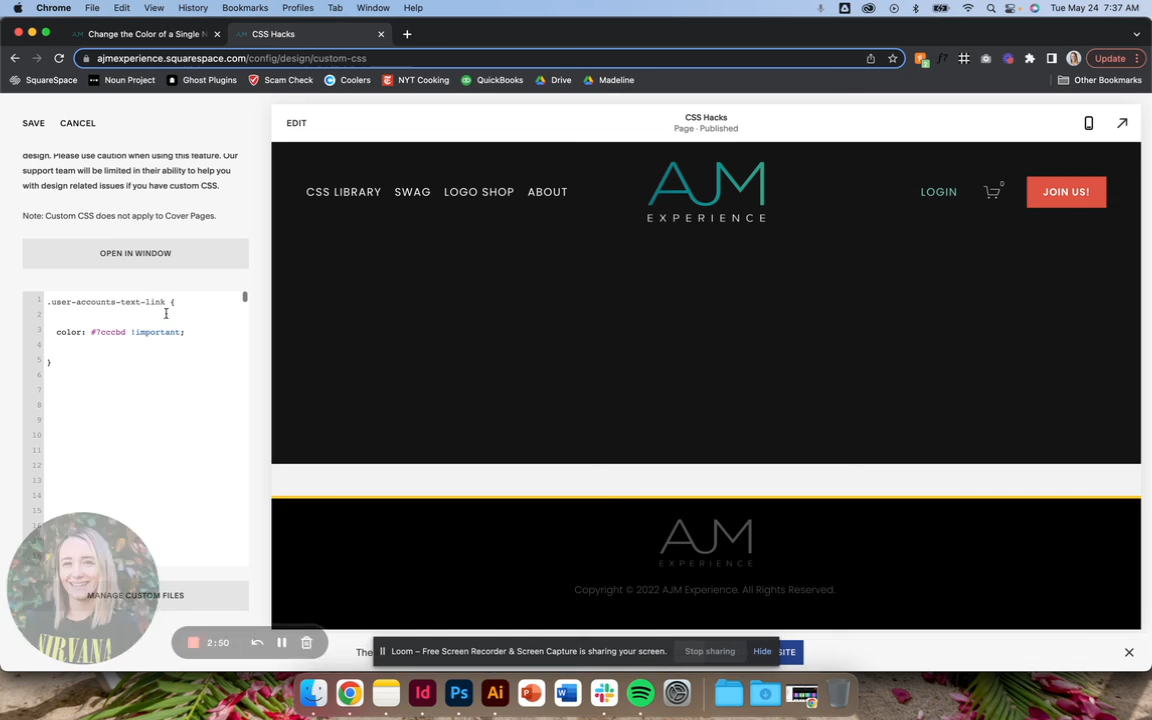 Chrome File Edit View History Bookmarks Profiles Tab Window Help Tue May 24 7:37 AM
Change the Color of a Single N CSS Hacks
ajmexperience.squarespace.com/config/design/custom-css Update
SquareSpace Noun Project Ghost Plugins Scam Check Coolers NYT Cooking QuickBooks Drive Madeline Other Bookmarks
SAVE CANCEL
design. Please use caution when using this feature. Our
support team will be limited in their ability to help you
with design related issues if you have custom CSS.
Note: Custom CSS does not apply to Cover Pages.
OPEN IN WINDOW
1 .user-accounts-text-link {
2
3 color: #7cccbd !important;
4
5 }
6
7
8
9
10
11
12
13
14
15
MANAGE CUSTOM FILES
NIRVANA
2:50
EDIT
CSS Hacks
Page · Published
CSS LIBRARY SWAG LOGO SHOP ABOUT
AJM
EXPERIENCE
LOGIN 0 JOIN US!
AJM
EXPERIENCE
Copyright © 2022 AJM Experience. All Rights Reserved.
Loom – Free Screen Recorder & Screen Capture is sharing your screen. Stop sharing Hide